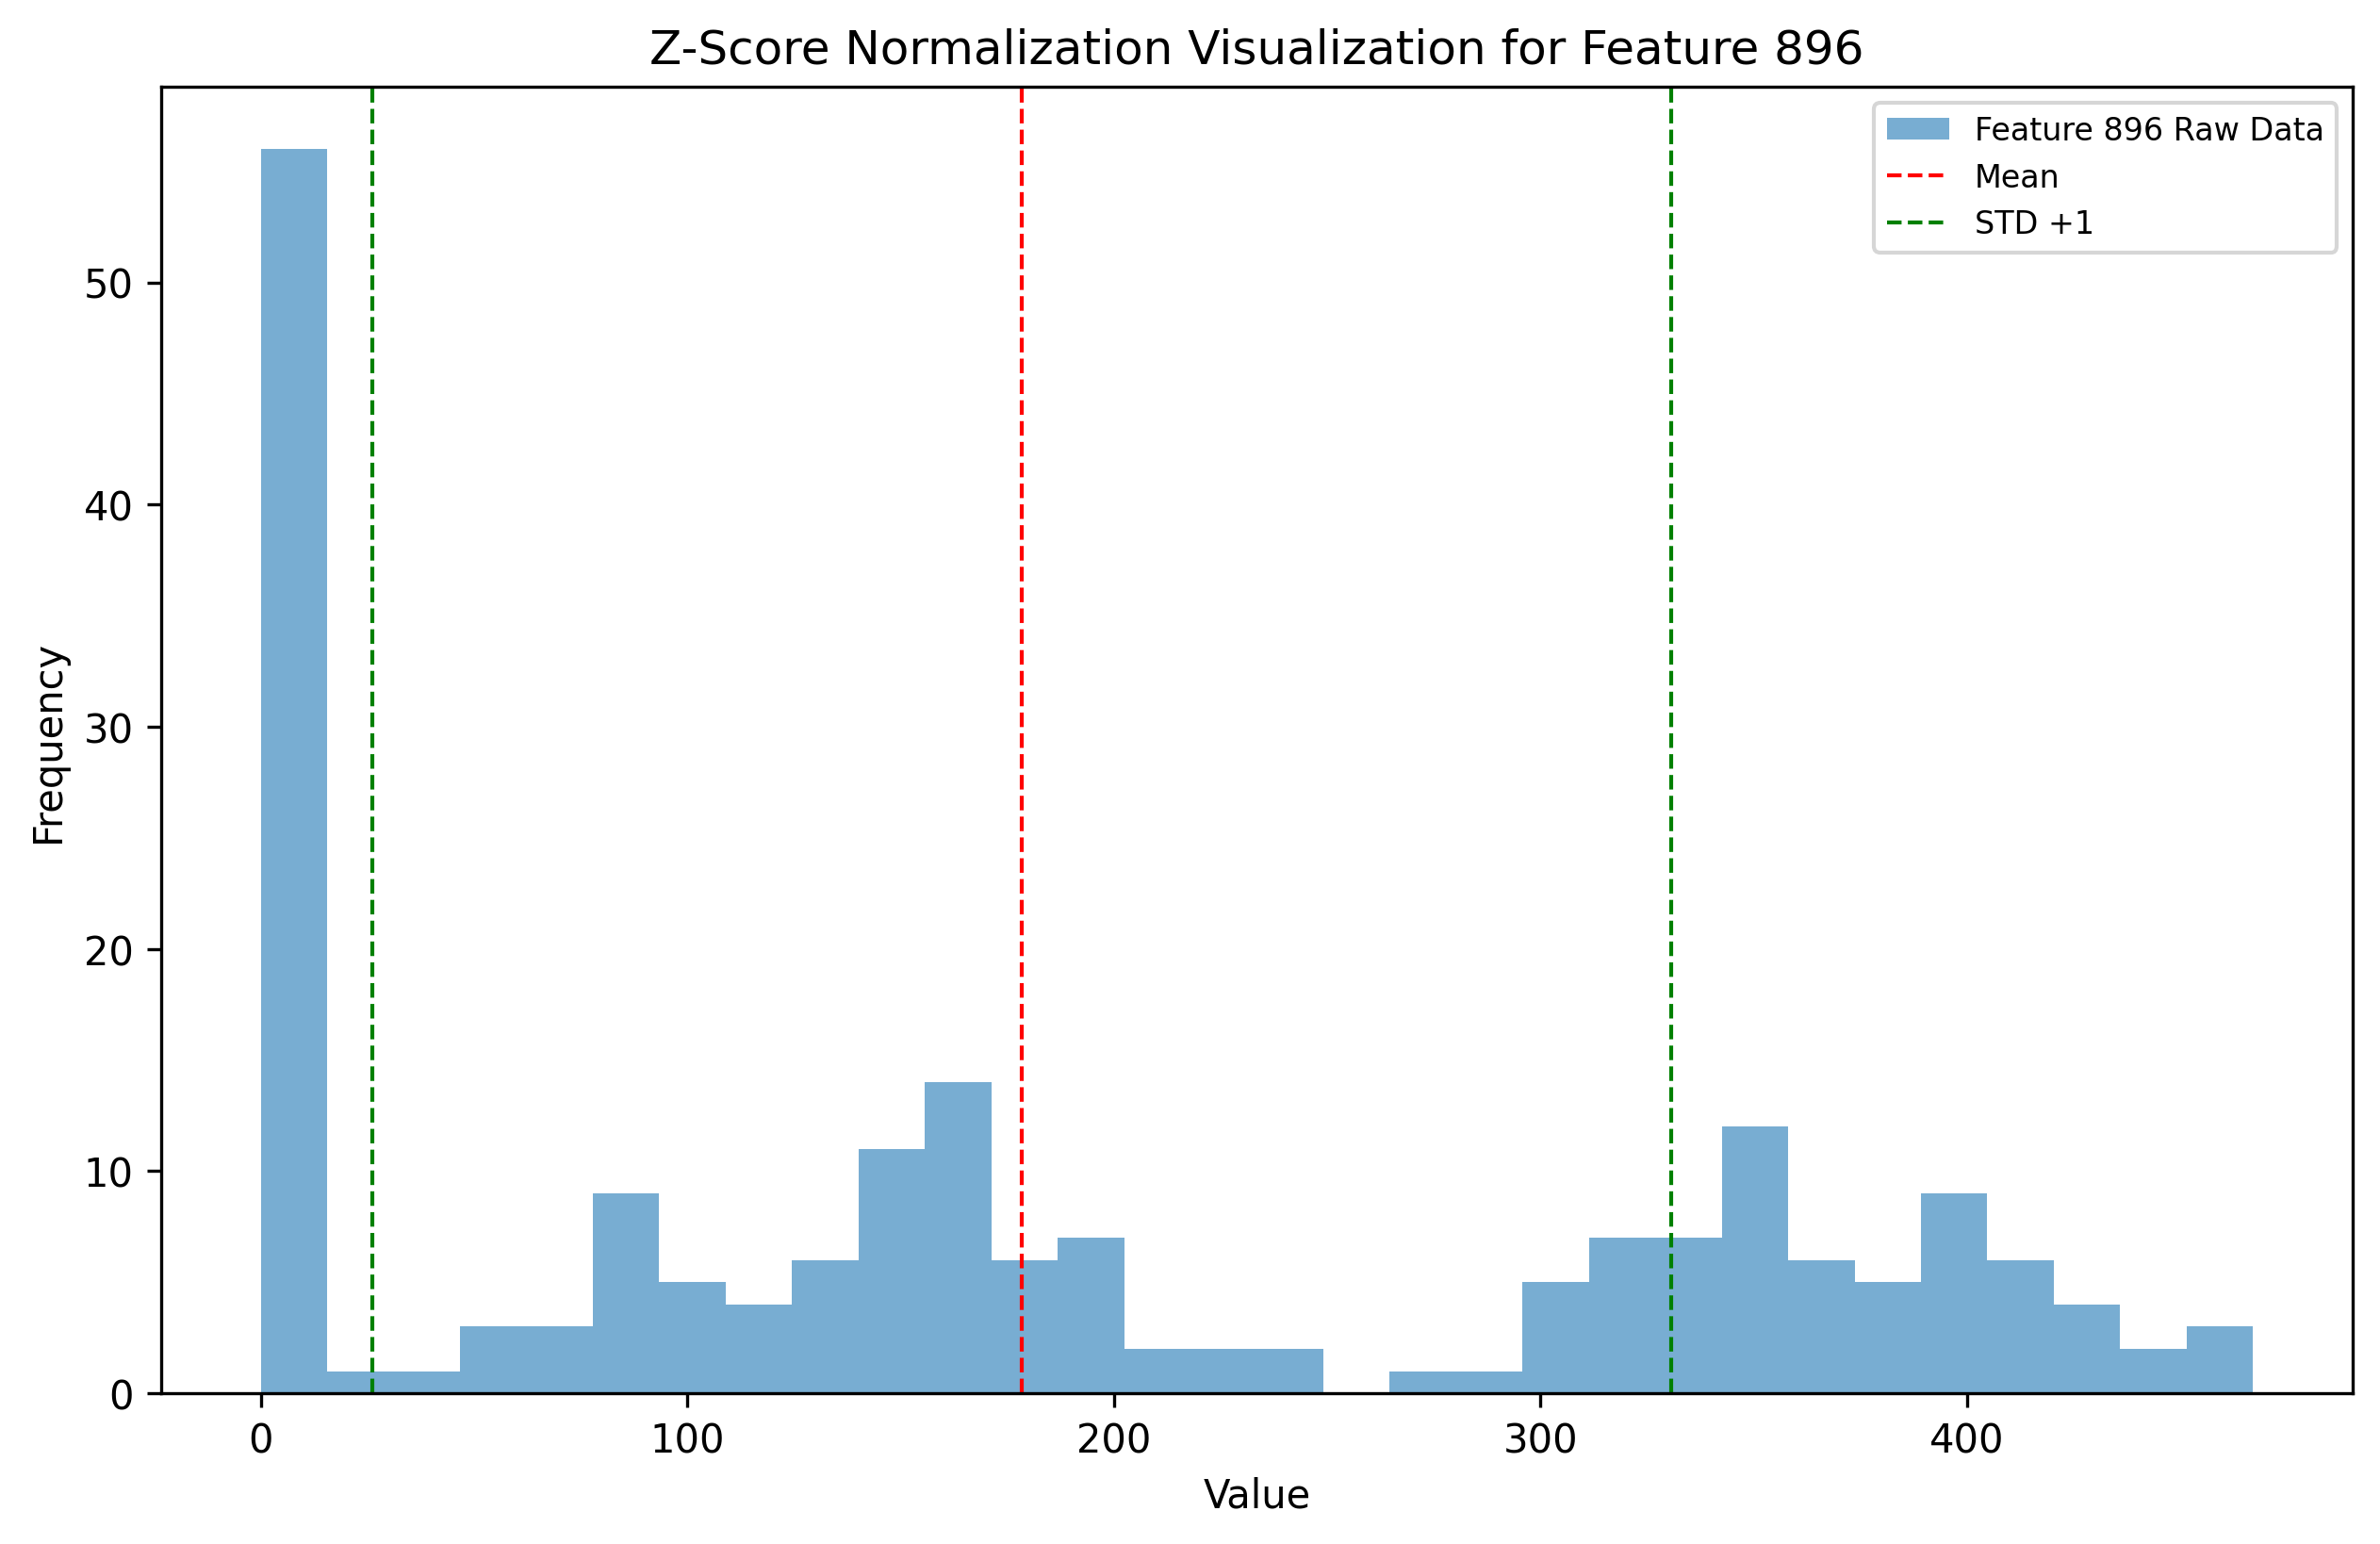 Z-Score Normalization Visualization for Feature 896
Feature 896 Raw Data
Mean
STD +1
Frequency
50
40
30
20
10
0
0 100 200 300 400
Value